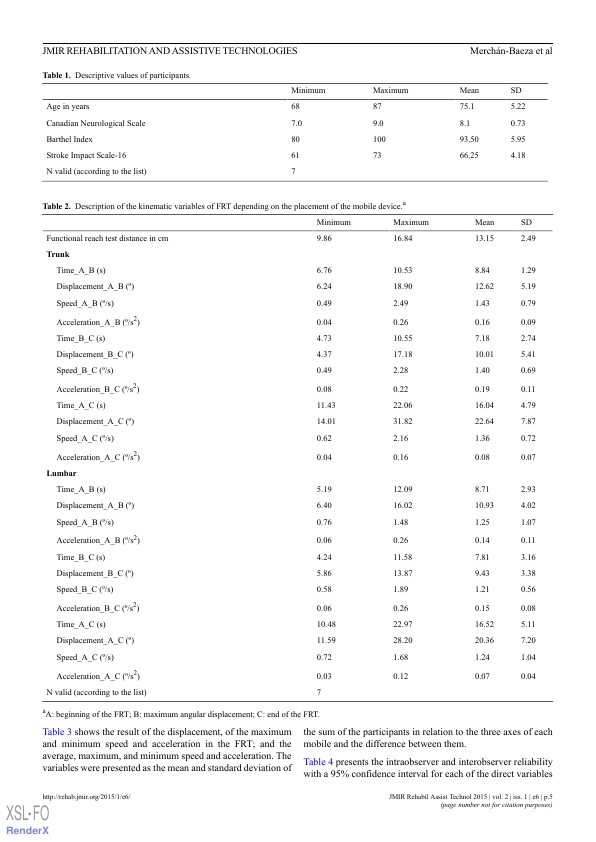 JMIR REHABILITATION AND ASSISTIVE TECHNOLOGIES Merchán-Baeza et al
Table 1. Descriptive values of participants.
Minimum Maximum Mean SD
Age in years 68 87 75.1 5.22
Canadian Neurological Scale 7.0 9.0 8.1 0.73
Barthel Index 80 100 93.50 5.95
Stroke Impact Scale-16 61 73 66.25 4.18
N valid (according to the list) 7
Table 2. Description of the kinematic variables of FRT depending on the placement of the mobile device.a
Minimum Maximum Mean SD
Functional reach test distance in cm 9.86 16.84 13.15 2.49
Trunk
Time_A_B (s) 6.76 10.53 8.84 1.29
Displacement_A_B (º) 6.24 18.90 12.62 5.19
Speed_A_B (º/s) 0.49 2.49 1.43 0.79
Acceleration_A_B (º/s2) 0.04 0.26 0.16 0.09
Time_B_C (s) 4.73 10.55 7.18 2.74
Displacement_B_C (º) 4.37 17.18 10.01 5.41
Speed_B_C (º/s) 0.49 2.28 1.40 0.69
Acceleration_B_C (º/s2) 0.08 0.22 0.19 0.11
Time_A_C (s) 11.43 22.06 16.04 4.79
Displacement_A_C (º) 14.01 31.82 22.64 7.87
Speed_A_C (º/s) 0.62 2.16 1.36 0.72
Acceleration_A_C (º/s2) 0.04 0.16 0.08 0.07
Lumbar
Time_A_B (s) 5.19 12.09 8.71 2.93
Displacement_A_B (º) 6.40 16.02 10.93 4.02
Speed_A_B (º/s) 0.76 1.48 1.25 1.07
Acceleration_A_B (º/s2) 0.06 0.26 0.14 0.11
Time_B_C (s) 4.24 11.58 7.81 3.16
Displacement_B_C (º) 5.86 13.87 9.43 3.38
Speed_B_C (º/s) 0.58 1.89 1.21 0.56
Acceleration_B_C (º/s2) 0.06 0.26 0.15 0.08
Time_A_C (s) 10.48 22.97 16.52 5.11
Displacement_A_C (º) 11.59 28.20 20.36 7.20
Speed_A_C (º/s) 0.72 1.68 1.24 1.04
Acceleration_A_C (º/s2) 0.03 0.12 0.07 0.04
N valid (according to the list) 7
aA: beginning of the FRT; B: maximum angular displacement; C: end of the FRT.
Table 3 shows the result of the displacement, of the maximum
and minimum speed and acceleration in the FRT; and the
average, maximum, and minimum speed and acceleration. The
variables were presented as the mean and standard deviation of
the sum of the participants in relation to the three axes of each
mobile and the difference between them.
Table 4 presents the intraobserver and interobserver reliability
with a 95% confidence interval for each of the direct variables
http://rehab.jmir.org/2015/1/e6/
JMIR Rehabil Assist Technol 2015 | vol. 2 | iss. 1 | e6 | p.5
(page number not for citation purposes)
XSL•FO
RenderX